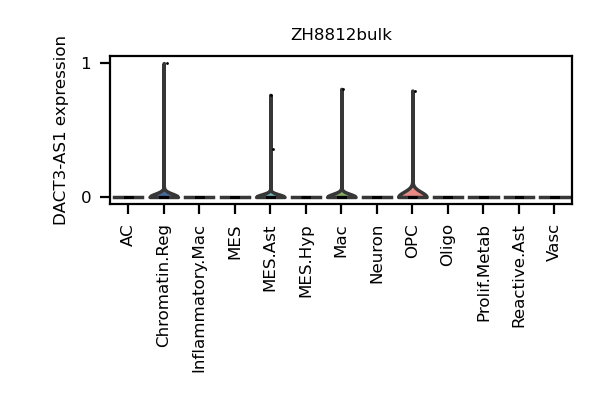 ZH8812bulk
DACT3-AS1 expression
1
0
AC
Chromatin.Reg
Inflammatory.Mac
MES
MES.Ast
MES.Hyp
Mac
Neuron
OPC
Oligo
Prolif.Metab
Reactive.Ast
Vasc